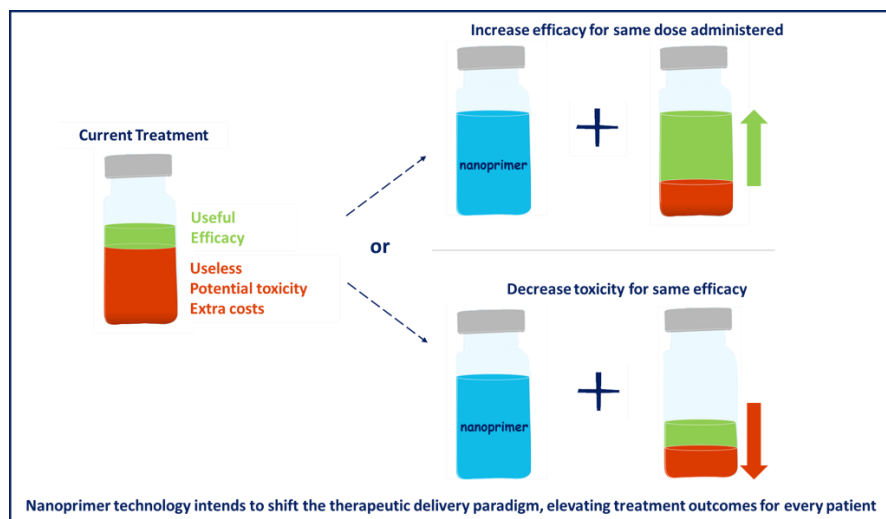 Increase efficacy for same dose administered
Current Treatment
nanoprimer
Useful
Efficacy
or
Useless
Potential toxicity
Extra costs
Decrease toxicity for same efficacy
nanoprimer
Nanoprimer technology intends to shift the therapeutic delivery paradigm, elevating treatment outcomes for every patient